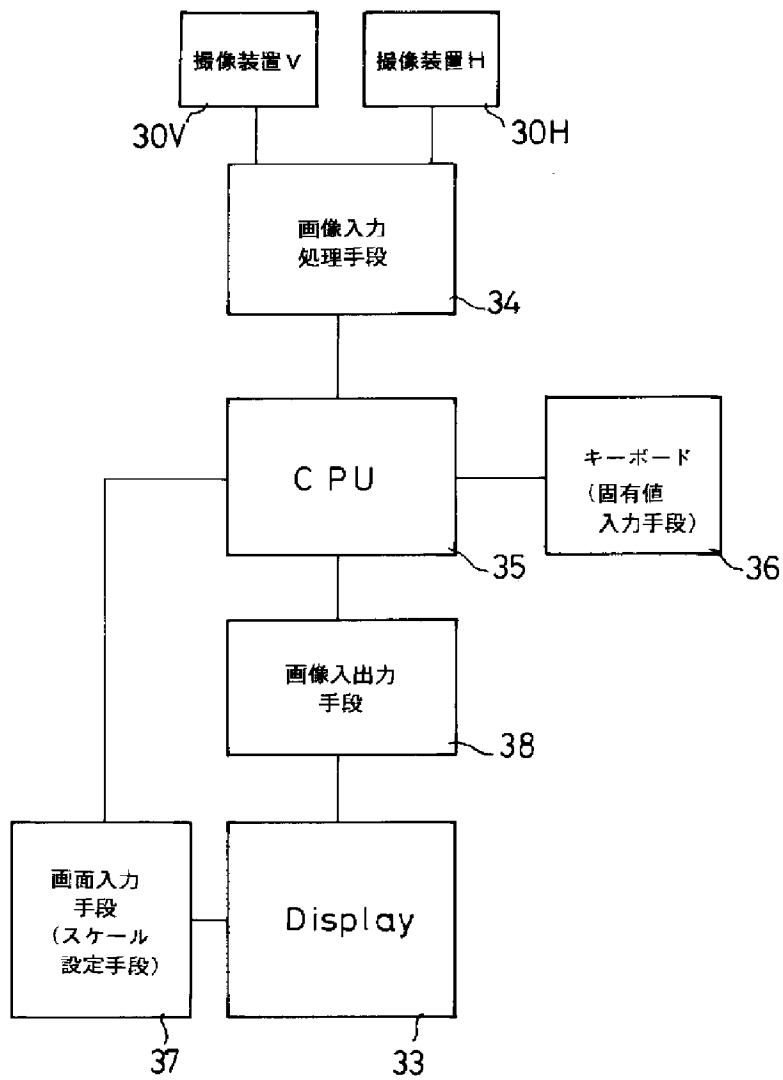 撮像装置V
撮像装置H
30V
30H
画像入力
処理手段
34
CPU
キーボード
(固有値
入力手段)
35
36
画像入出力
手段
38
画面入力
手段
(スケール
設定手段)
Display
37
33